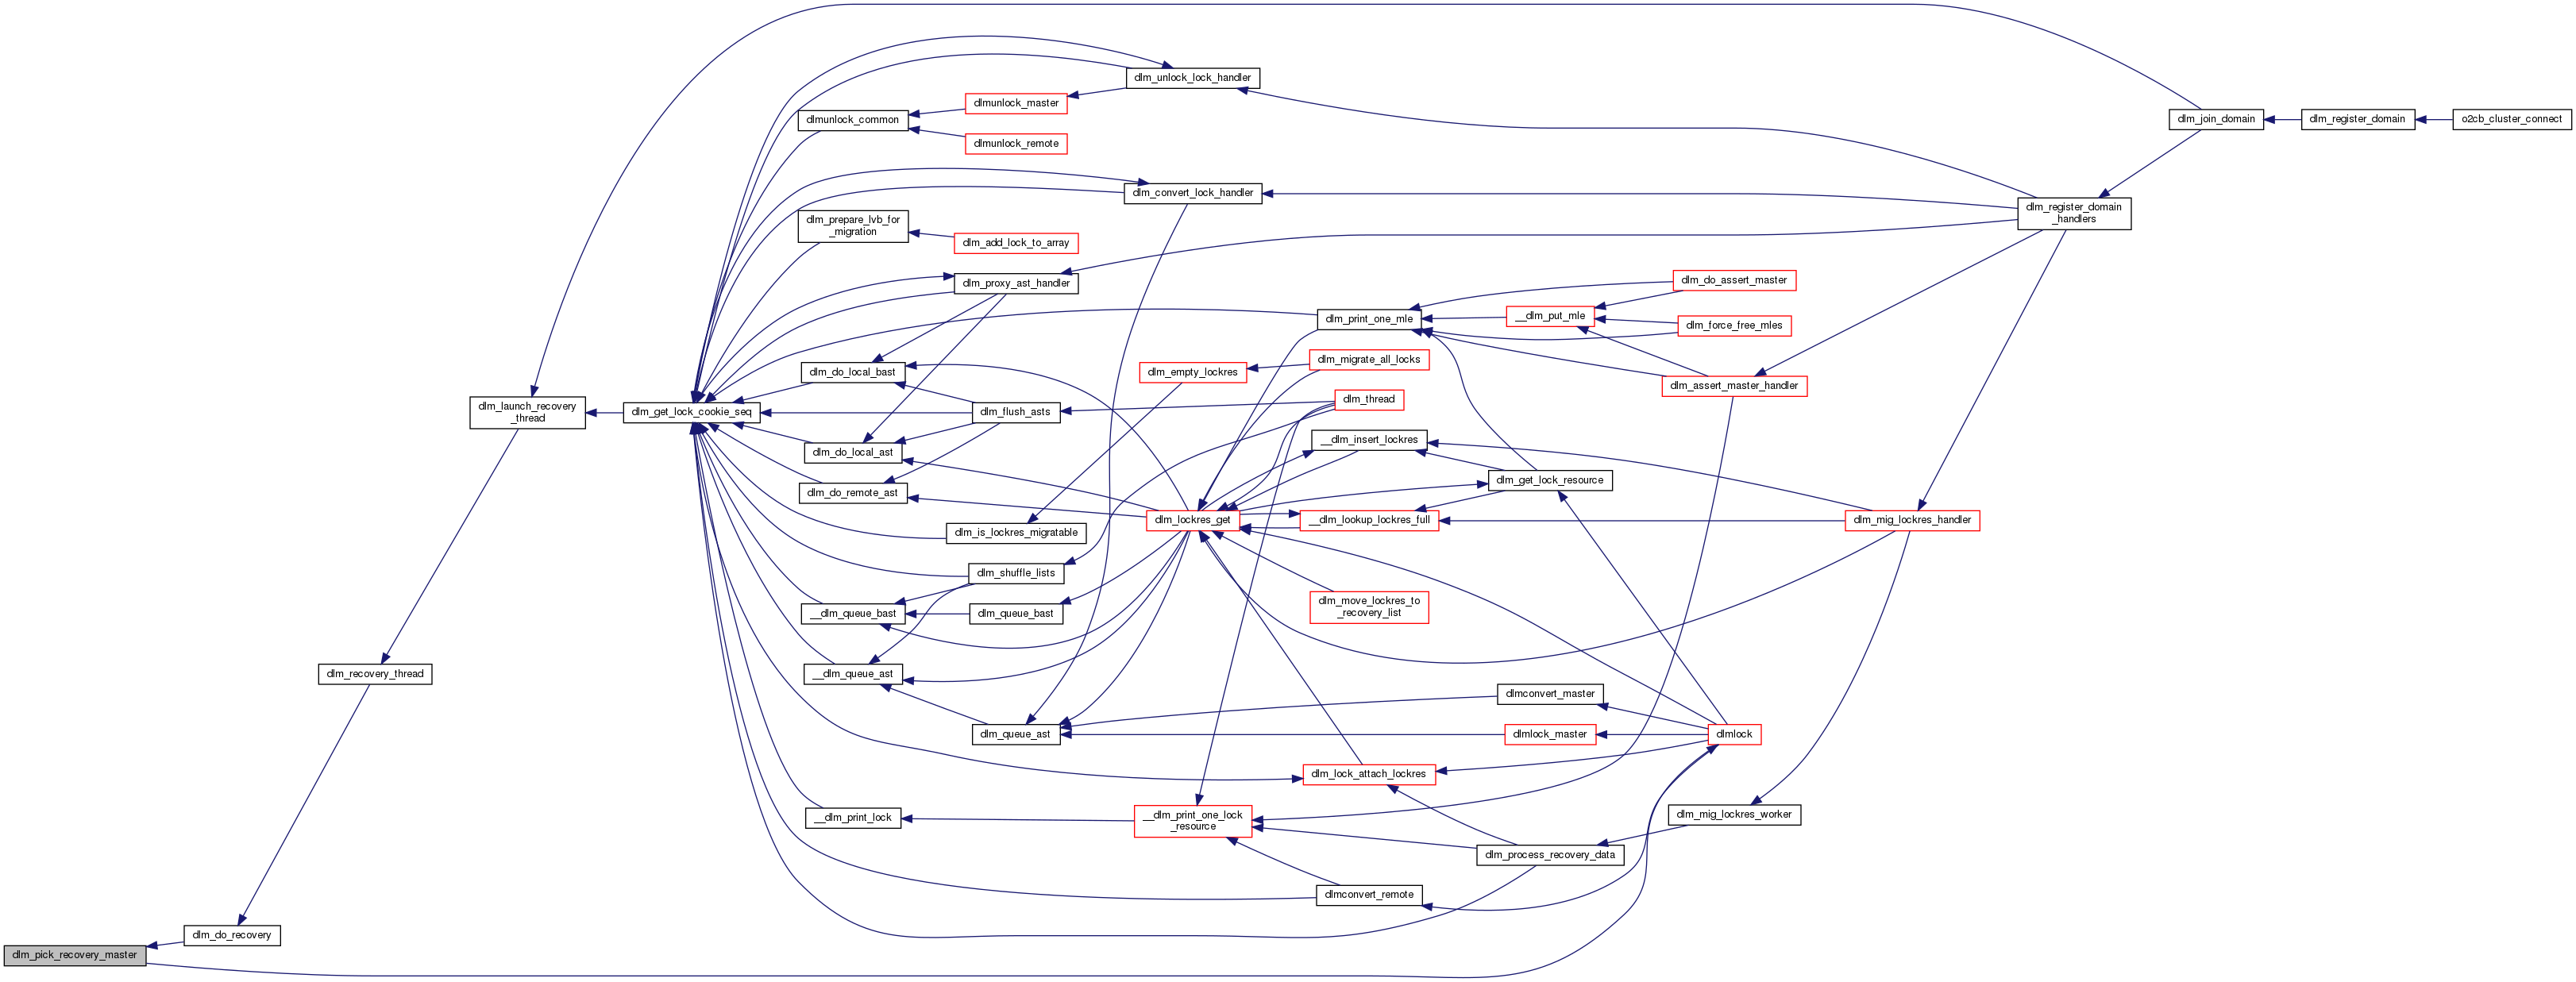 dlm_unlock_lock_handler
dlmunlock_master
dlmunlock_common
dlmunlock_remote
dlm_join_domain
dlm_register_domain
o2cb_cluster_connect
dlm_convert_lock_handler
dlm_register_domain
_handlers
dlm_prepare_lvb_for
_migration
dlm_add_lock_to_array
dlm_proxy_ast_handler
dlm_do_assert_master
dlm_print_one_mle
__dlm_put_mle
dlm_force_free_mles
dlm_migrate_all_locks
dlm_do_local_bast
dlm_empty_lockres
dlm_assert_master_handler
dlm_thread
dlm_launch_recovery
_thread
dlm_get_lock_cookie_seq
dlm_flush_asts
__dlm_insert_lockres
dlm_do_local_ast
dlm_get_lock_resource
dlm_do_remote_ast
dlm_lockres_get
__dlm_lookup_lockres_full
dlm_mig_lockres_handler
dlm_is_lockres_migratable
dlm_shuffle_lists
dlm_move_lockres_to
_recovery_list
__dlm_queue_bast
dlm_queue_bast
dlm_recovery_thread
__dlm_queue_ast
dlmconvert_master
dlm_queue_ast
dlmlock_master
dlmlock
dlm_lock_attach_lockres
__dlm_print_lock
__dlm_print_one_lock
_resource
dlm_mig_lockres_worker
dlm_process_recovery_data
dlmconvert_remote
dlm_do_recovery
dlm_pick_recovery_master